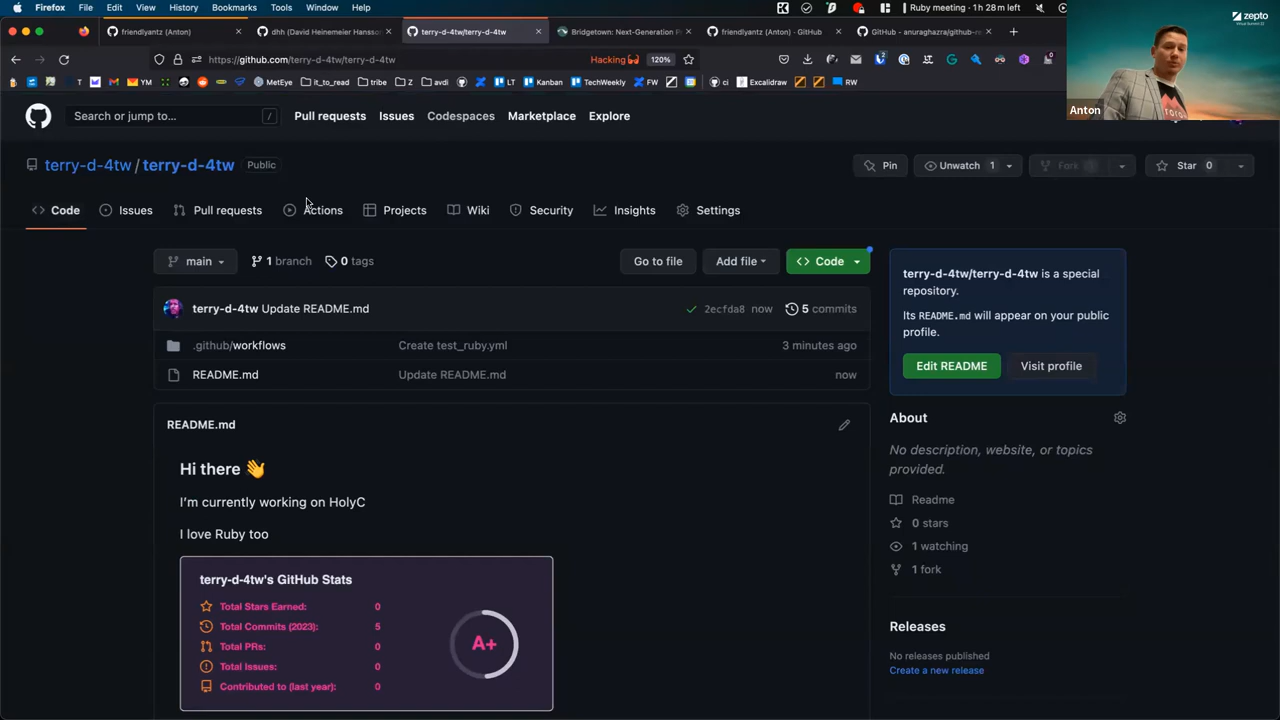 Firefox File Edit View History Bookmarks Tools Window Help
Ruby meeting - 1 h 28 m left
zepto
friendlyantz (Anton)
dhh (David Heinemeier Hansso
terry-d-4tw/terry-d-4tw
Bridgetown: Next-Generation P
friendlyantz (Anton) · GitHub
GitHub - anuraghazra/github-r
https://github.com/terry-d-4tw/terry-d-4tw
Hacking
120%
MetEye it_to_read tribe Z avdi LT Kanban TechWeekly FW ci Excalidraw RW
Anton
Search or jump to...
/
Pull requests Issues Codespaces Marketplace Explore
terry-d-4tw / terry-d-4tw Public
Pin Unwatch 1 Fork Star 0
Code Issues Pull requests Actions Projects Wiki Security Insights Settings
main 1 branch 0 tags Go to file Add file Code
terry-d-4tw Update README.md 2ecfda8 now 5 commits
.github/workflows Create test_ruby.yml 3 minutes ago
README.md Update README.md now
README.md
Hi there 👋
I'm currently working on HolyC
I love Ruby too
terry-d-4tw's GitHub Stats
Total Stars Earned: 0
Total Commits (2023): 5
Total PRs: 0
Total Issues: 0
Contributed to (last year): 0
A+
terry-d-4tw/terry-d-4tw is a special
repository.
Its README.md will appear on your public
profile.
Edit README Visit profile
About
No description, website, or topics
provided.
Readme
0 stars
1 watching
1 fork
Releases
No releases published
Create a new release